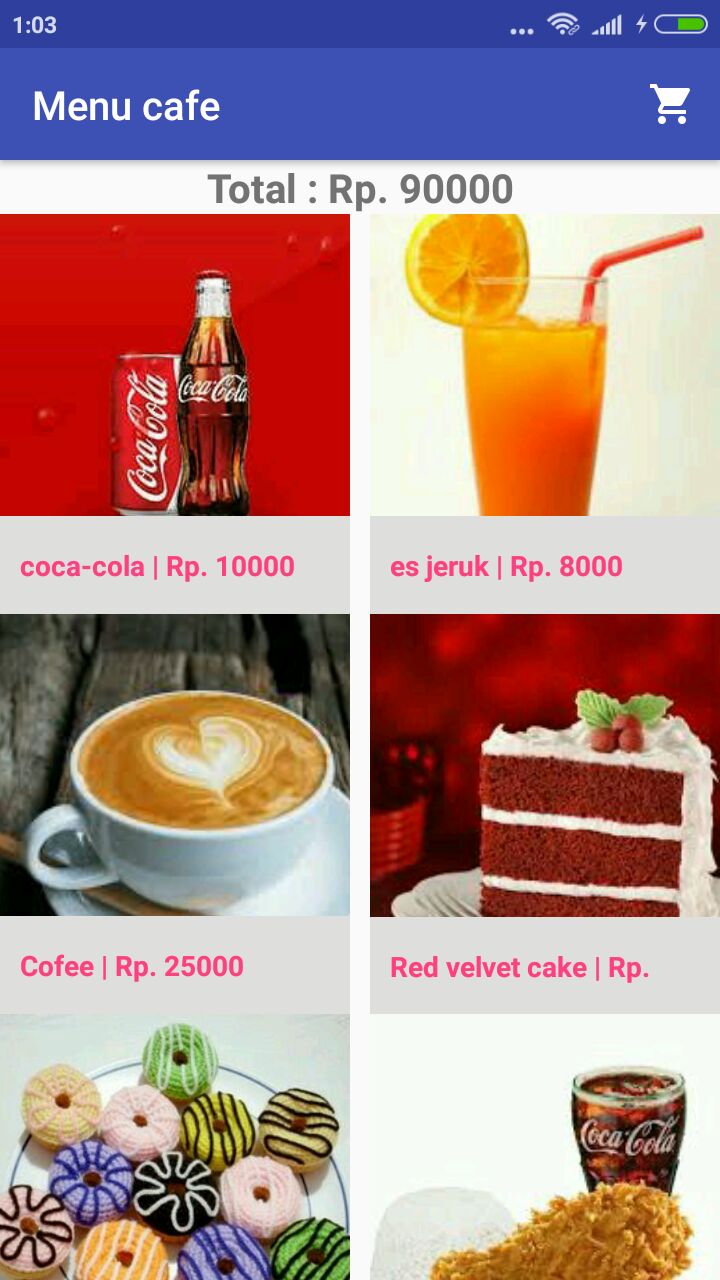 1:03
Menu cafe
Total : Rp. 90000
Coca-Cola
Coca-Cola
coca-cola | Rp. 10000
es jeruk | Rp. 8000
Cofee | Rp. 25000
Red velvet cake | Rp.
Coca-Cola